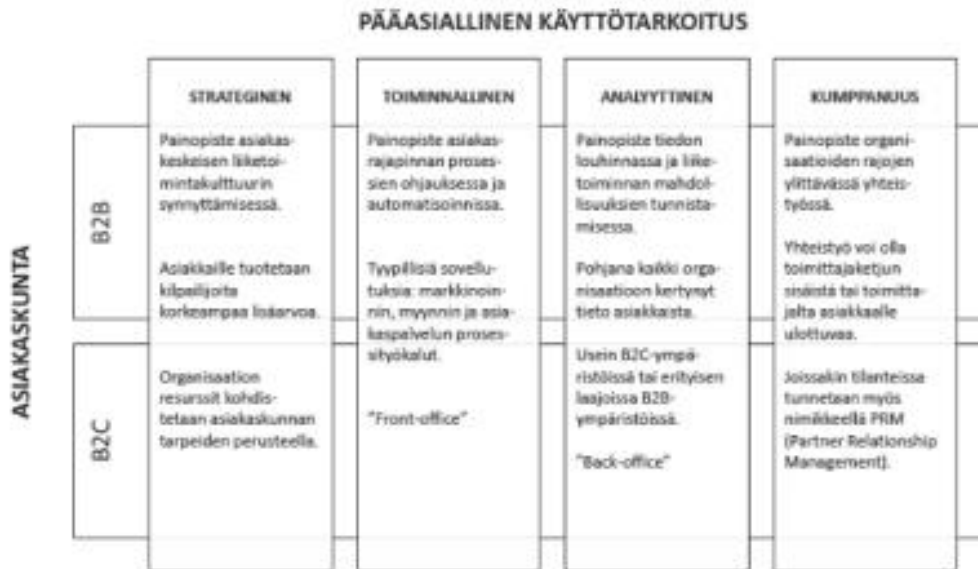 PÄÄASIALLINEN KÄYTTÖTARKOITUS
ASIAKASKUNTA
B2B
B2C
STRATEGINEN
Painopiste asiakas-
keskeisen liiketoi-
mintakulttuurin
synnyttämisessä.
Asiakkaille tuotetaan
kilpailijoita
korkeampaa lisäarvoa.
Organisaation
resurssit kohdis-
tetaan asiakaskunnan
tarpeiden perusteella.
TOIMINNALLINEN
Painopiste asiakas-
rajapinnan proses-
sien ohjauksessa ja
automatisoinnissa.
Tyypillisiä sovellu-
tuksia: markkinoin-
nin, myynnin ja asia-
kaspalvelun proses-
sityökalut.
"Front-office"
ANALYYTTINEN
Painopiste tiedon
louhinnassa ja liike-
toiminnan mahdol-
lisuuksien tunnista-
misessa.
Pohjana kaikki orga-
nisaatioon kertynyt
tieto asiakkaista.
Usein B2C-ympä-
ristöissä tai erityisen
laajoissa B2B-
ympäristöissä.
"Back-office"
KUMPPANUUS
Painopiste organi-
saatioiden rajojen
ylittävässä yhteis-
työssä.
Yhteistyö voi olla
toimittajaketjun
sisäistä tai toimitta-
jalta asiakkaalle
ulottuvaa.
Joissakin tilanteissa
tunnetaan myös
nimikkeellä PRM
(Partner Relationship
Management).